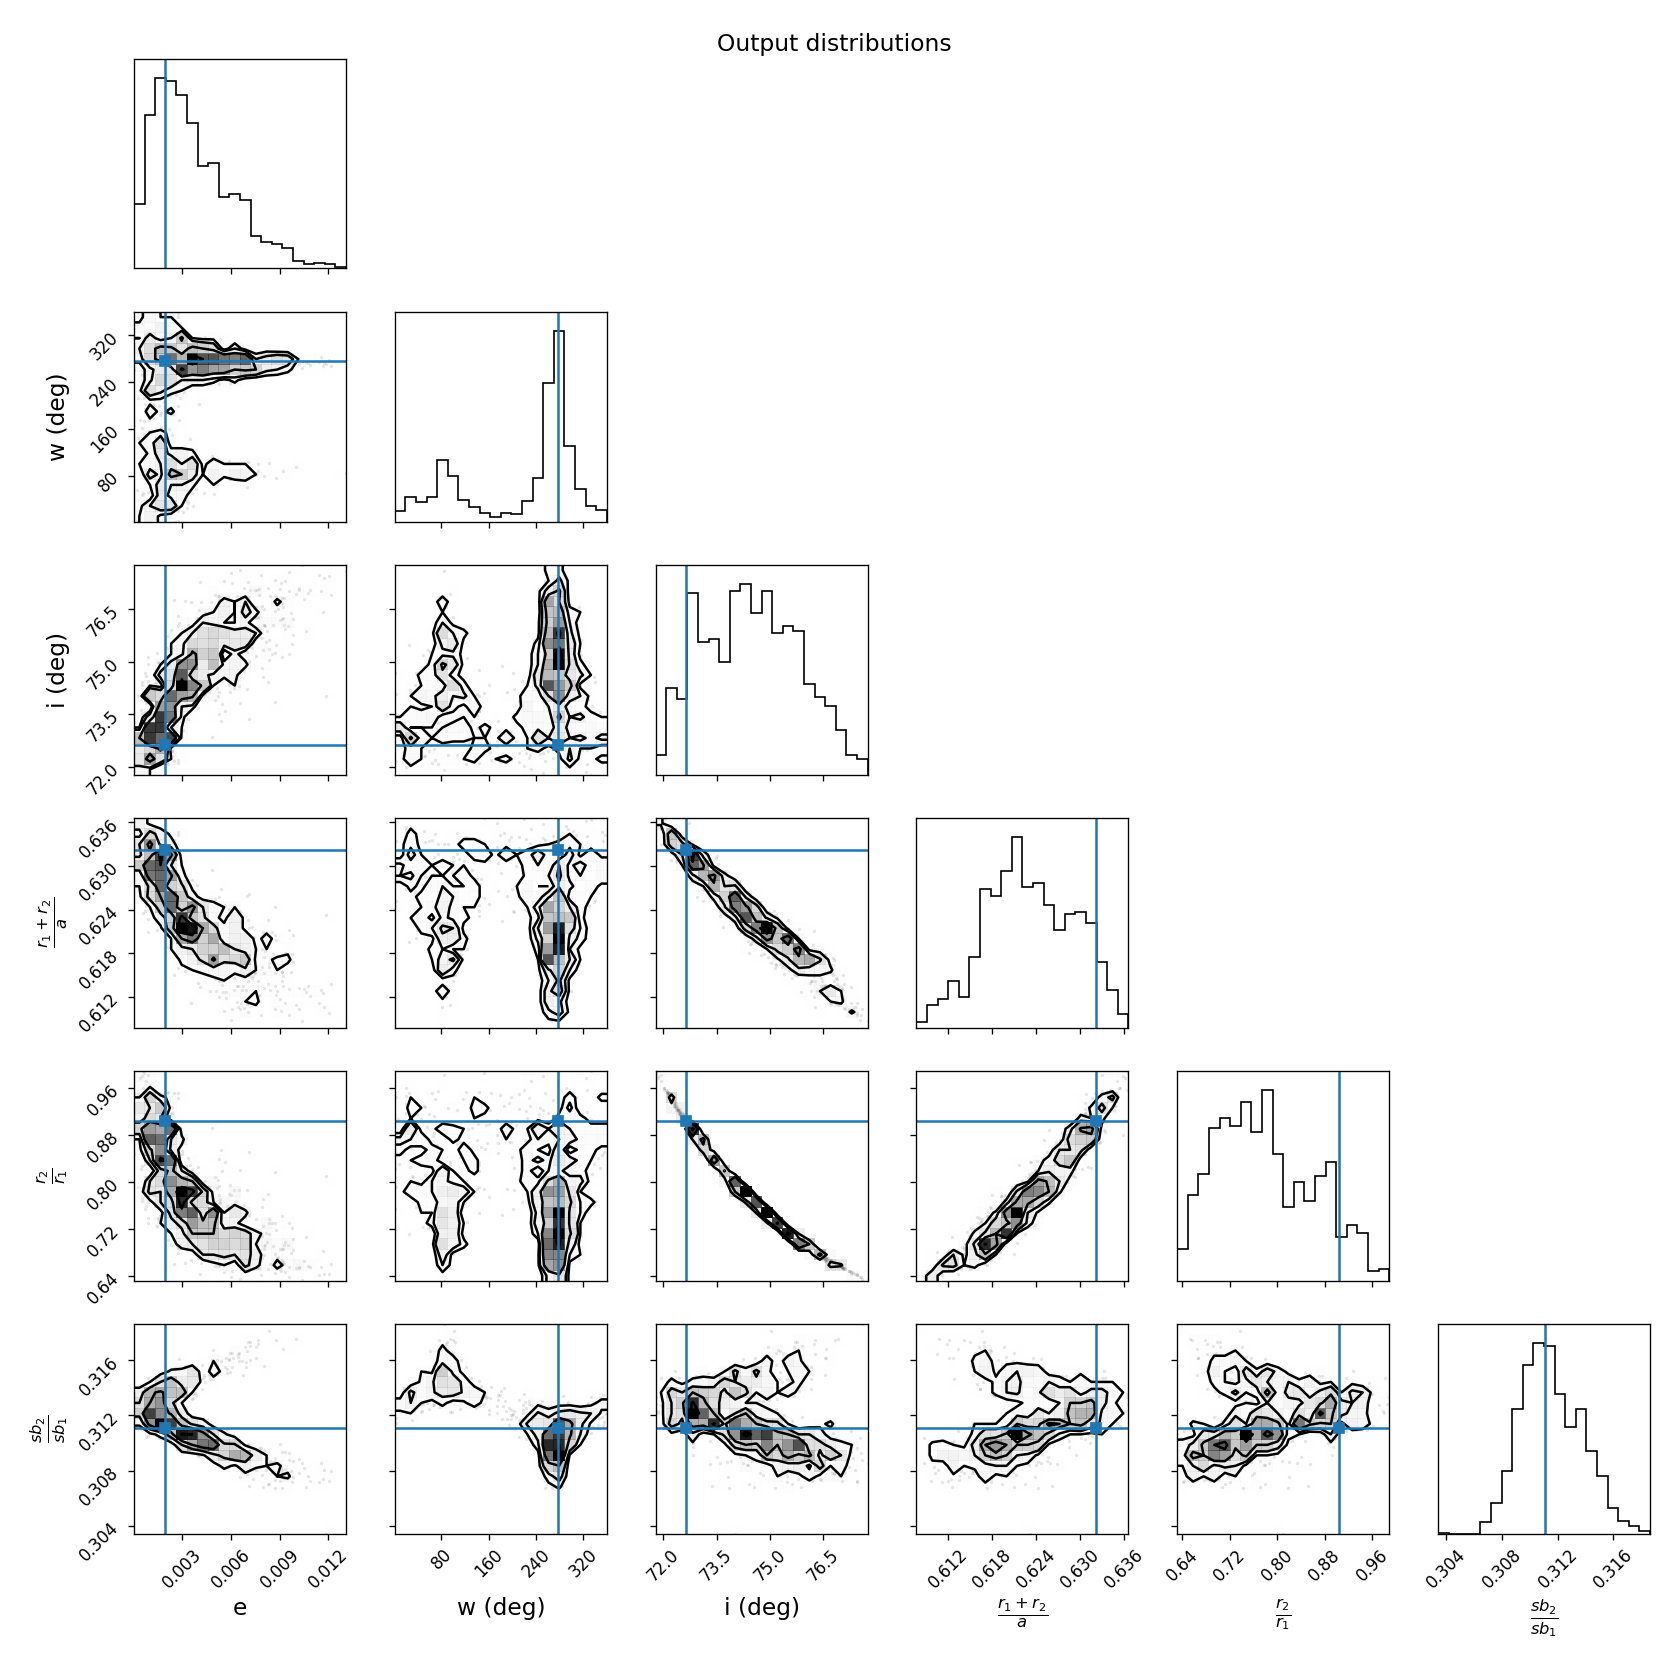 Output distributions
w (deg)
320
240
160
80
i (deg)
76.5
75.0
73.5
72.0
r₁ + r₂
a
0.636
0.630
0.624
0.618
0.612
r₂
r₁
0.96
0.88
0.80
0.72
0.64
sb₂
sb₁
0.316
0.312
0.308
0.304
0.003 0.006 0.009 0.012 80 160 240 320 72.0 73.5 75.0 76.5 0.612 0.618 0.624 0.630 0.636 0.64 0.72 0.80 0.88 0.96 0.304 0.308 0.312 0.316
e w (deg) i (deg)
r₁ + r₂ r₂ sb₂
a r₁ sb₁